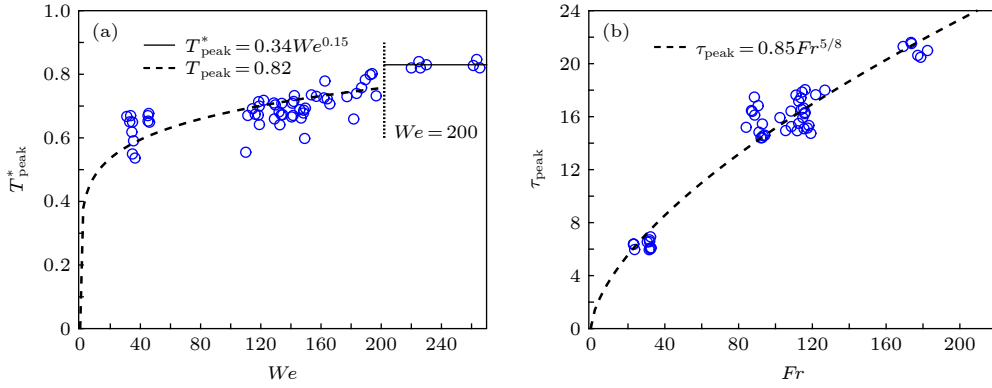 (a)
T*peak = 0.34We^0.15
Tpeak = 0.82
We = 200
1.0
0.8
0.6
0.4
0.2
0
0 40 80 120 160 200 240
We
T*peak
(b)
τpeak = 0.85Fr^5/8
24
20
16
12
8
4
0
0 40 80 120 160 200
Fr
τpeak